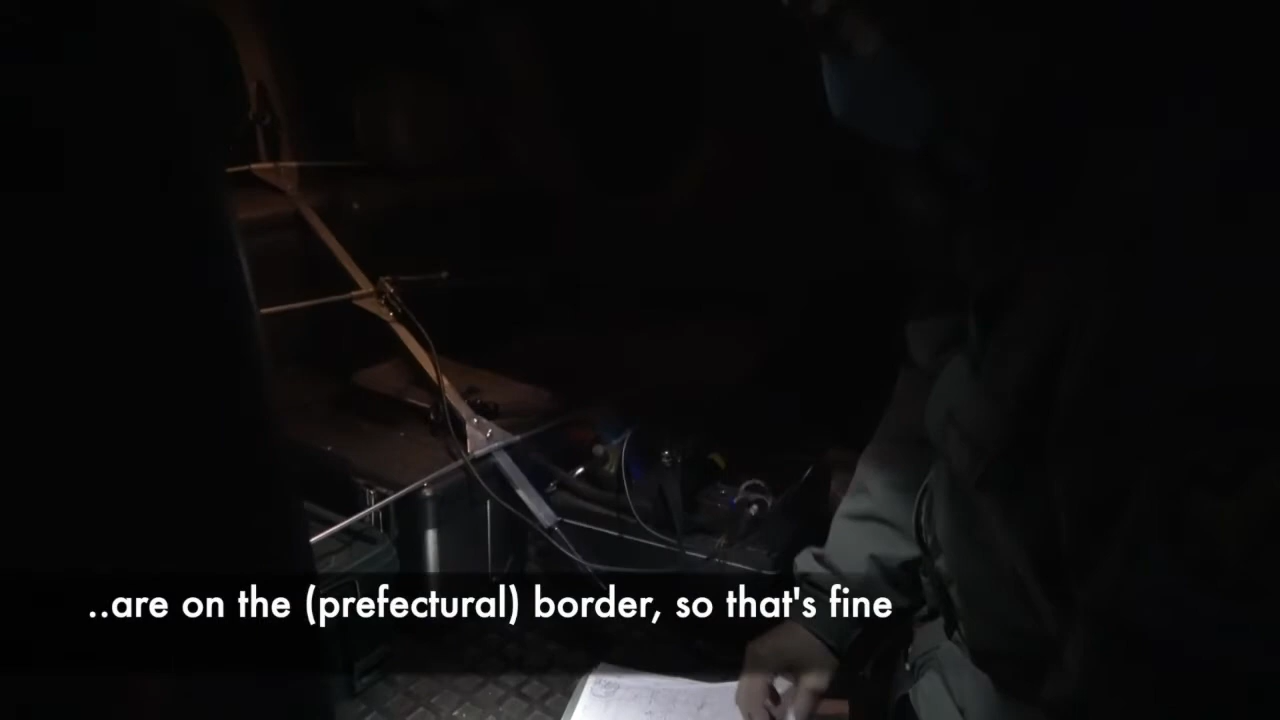 ..are on the (prefectural) border, so that's fine